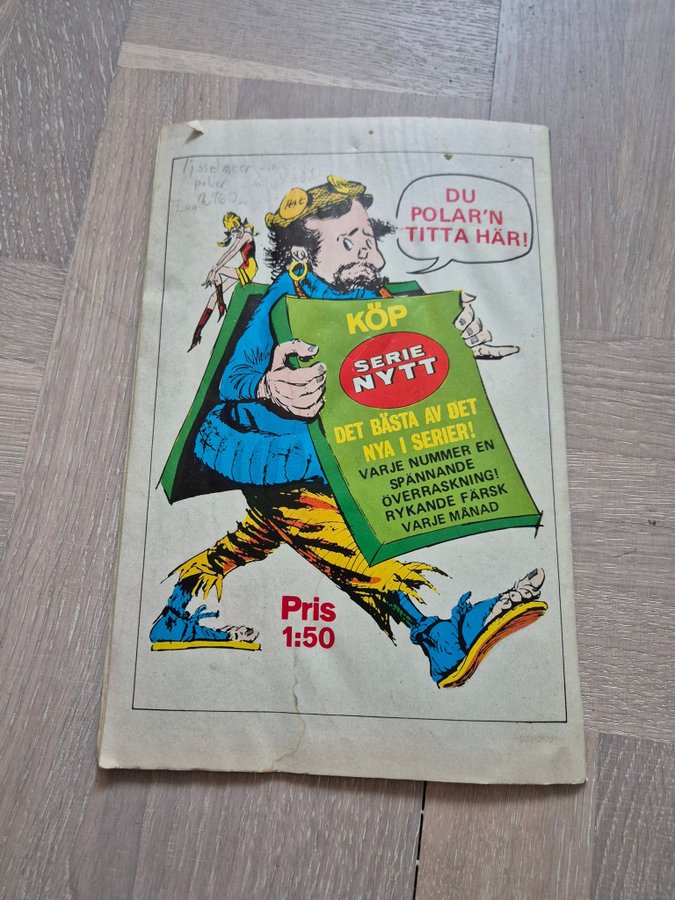 DU
POLAR'N
TITTA HÄR!
KÖP
SERIE
NYTT
DET BÄSTA AV DET
NYA I SERIER!
VARJE NUMMER EN
SPÄNNANDE
ÖVERRASKNING!
RYKANDE FÄRSK
VARJE MÅNAD
Pris
1:50